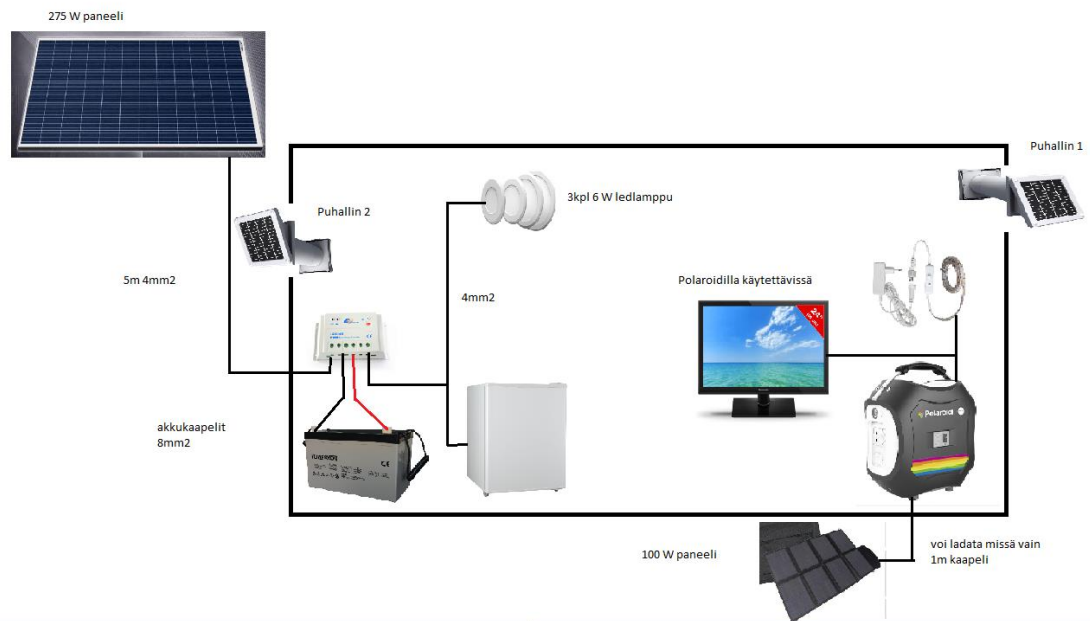 275 W paneeli
Puhallin 1
3kpl 6 W ledlamppu
Puhallin 2
5m 4mm2
4mm2
Polaroidilla käytettävissä
24"
Polaroid
akkukaapelit
8mm2
100 W paneeli
voi ladata missä vain
1m kaapeli